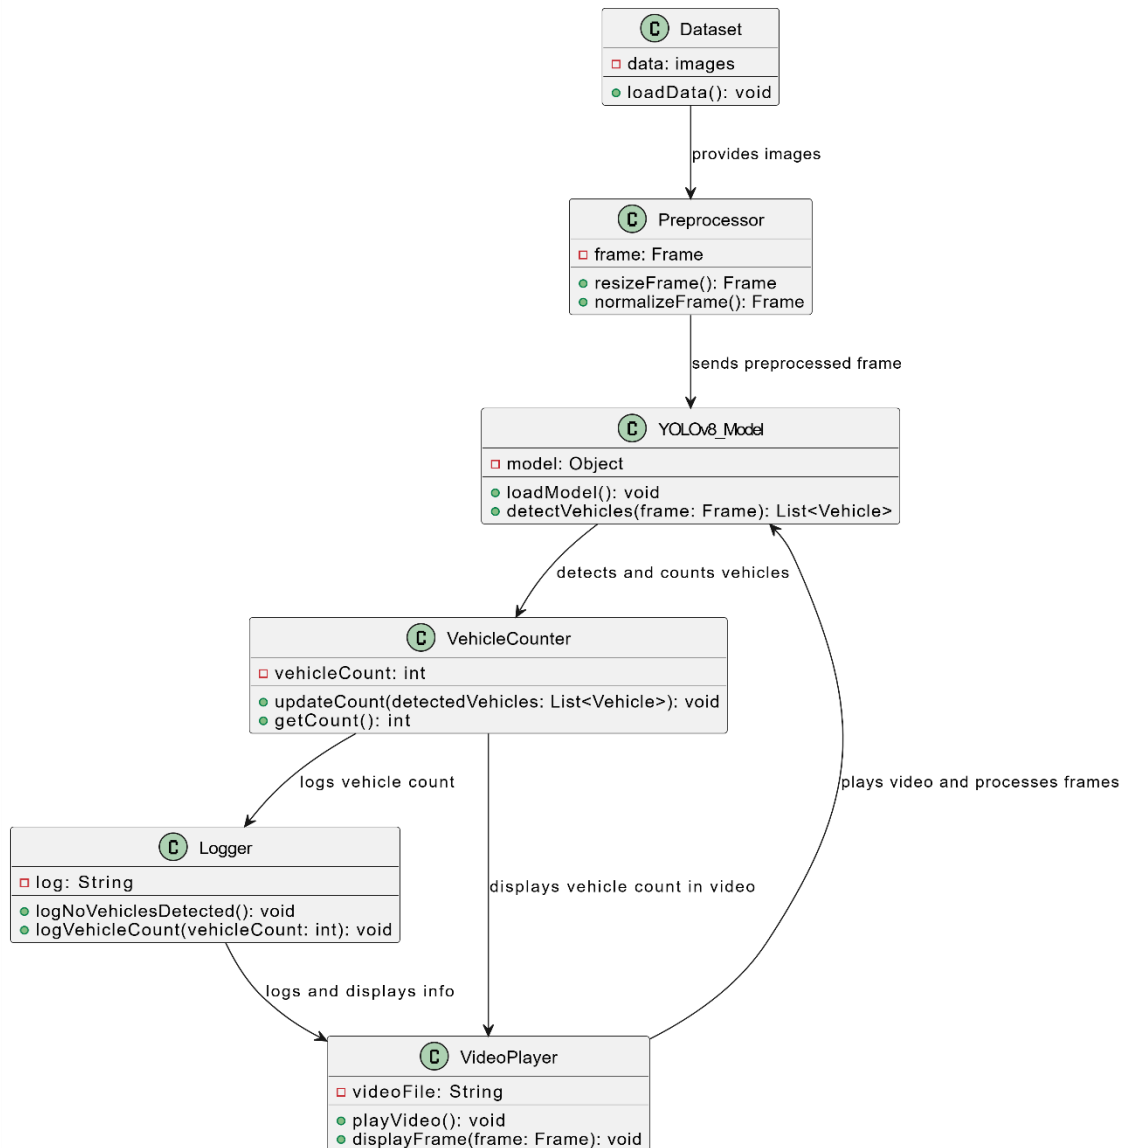 C Dataset
data: images
loadData(): void
provides images
C Preprocessor
frame: Frame
resizeFrame(): Frame
normalizeFrame(): Frame
sends preprocessed frame
C YOLOv8_Model
model: Object
loadModel(): void
detectVehicles(frame: Frame): List<Vehicle>
detects and counts vehicles
C VehicleCounter
vehicleCount: int
updateCount(detectedVehicles: List<Vehicle>): void
getCount(): int
logs vehicle count
plays video and processes frames
C Logger
log: String
logNoVehiclesDetected(): void
logVehicleCount(vehicleCount: int): void
displays vehicle count in video
logs and displays info
C VideoPlayer
videoFile: String
playVideo(): void
displayFrame(frame: Frame): void